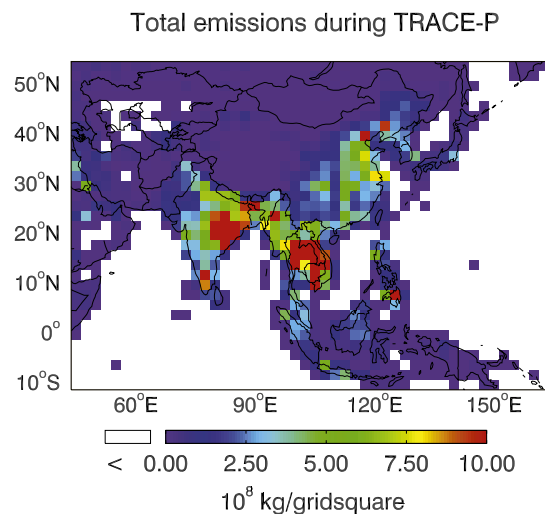 Total emissions during TRACE-P
50°N
40°N
30°N
20°N
10°N
0°
10°S
60°E 90°E 120°E 150°E
< 0.00 2.50 5.00 7.50 10.00
10⁸ kg/gridsquare